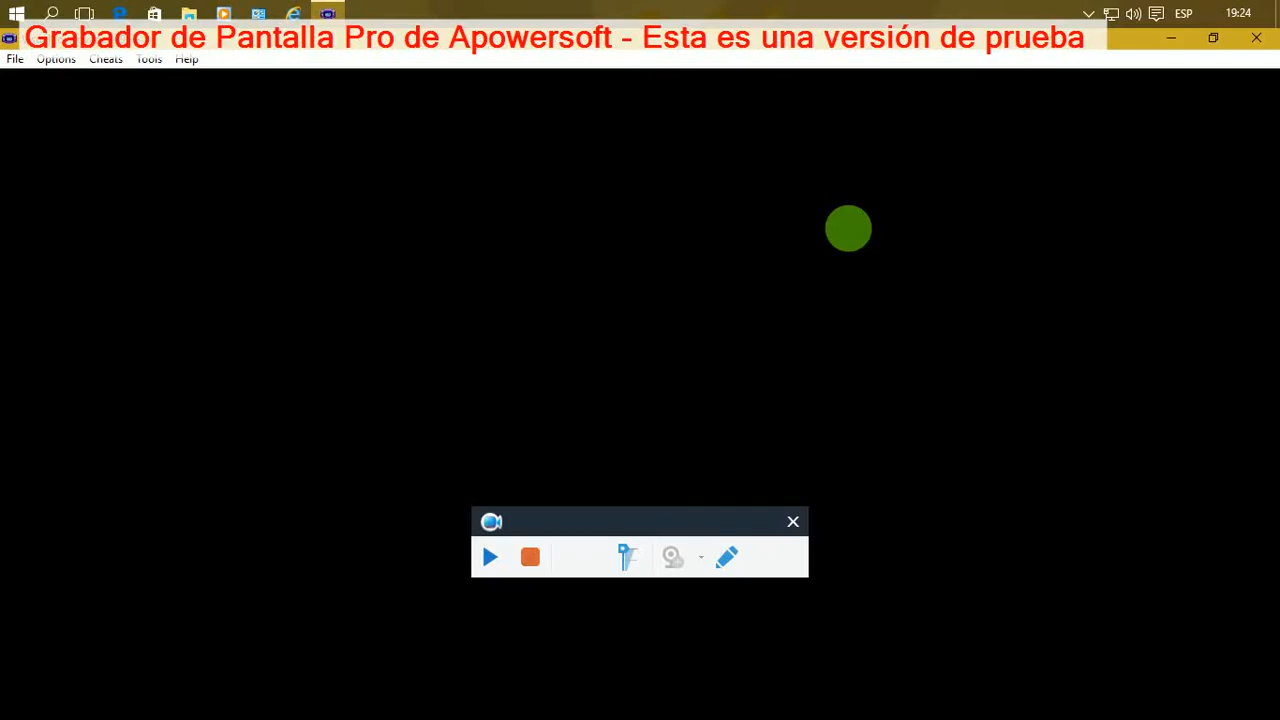 ESP 19:24
Grabador de Pantalla Pro de Apowersoft - Esta es una versión de prueba
File Options Cheats Tools Help